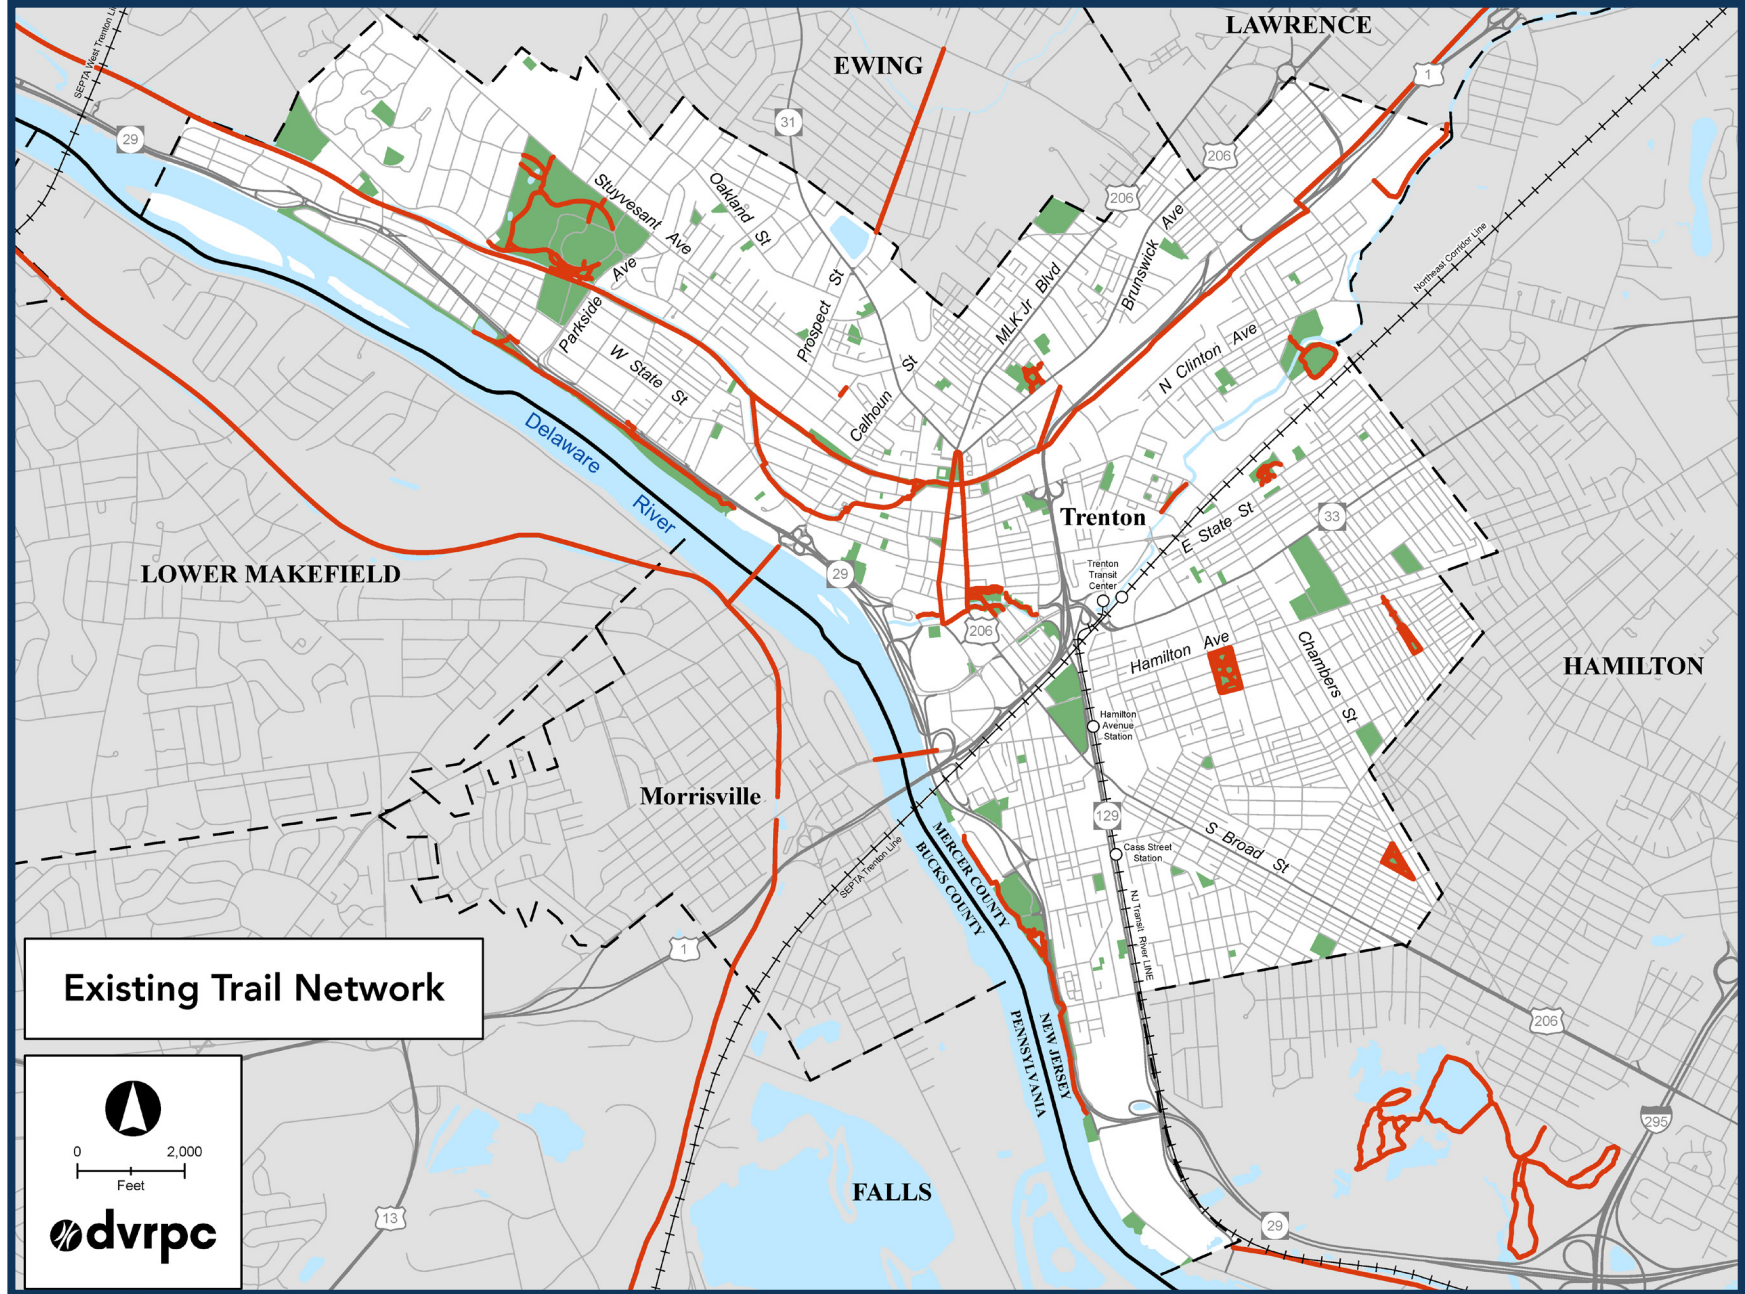 LAWRENCE
EWING
SEPTA West Trenton Line
1
31
29
206
206
Stuyvesant Ave
Oakland St
Brunswick Ave
Northeast Corridor Line
Parkside Ave
Prospect St
MLK Jr Blvd
W State St
N Clinton Ave
Calhoun St
Delaware River
Trenton
E State St
33
LOWER MAKEFIELD
29
Trenton
Transit
Center
206
Hamilton Ave
Chambers St
HAMILTON
Hamilton
Avenue
Station
Morrisville
129
S Broad St
Cass Street
Station
MERCER COUNTY
BUCKS COUNTY
SEPTA Trenton Line
NJ Transit River LINE
1
Existing Trail Network
NEW JERSEY
PENNSYLVANIA
206
295
0 2,000
Feet
FALLS
13
29
dvrpc